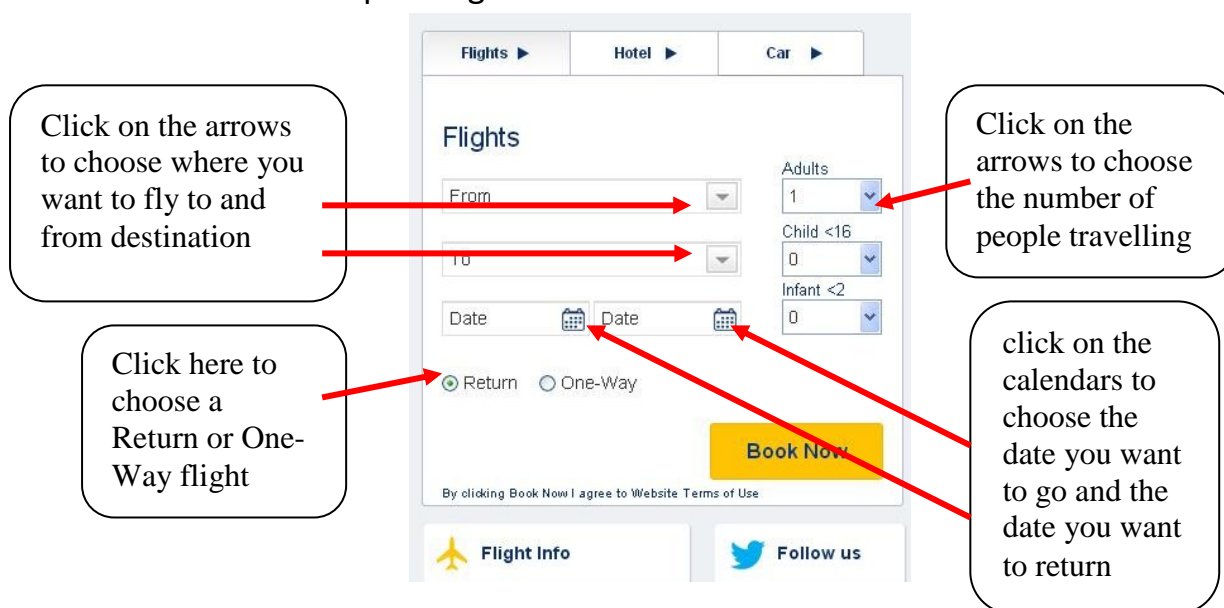 Flights ▶ Hotel ▶ Car ▶
Click on the arrows
to choose where you
want to fly to and
from destination
Flights
From
To
Date Date
Adults
1
Child <16
0
Infant <2
0
Click on the
arrows to choose
the number of
people travelling
Click here to
choose a
Return or One-
Way flight
Return One-Way
Book Now
By clicking Book Now I agree to Website Terms of Use
click on the
calendars to
choose the
date you want
to go and the
date you want
to return
Flight Info
Follow us